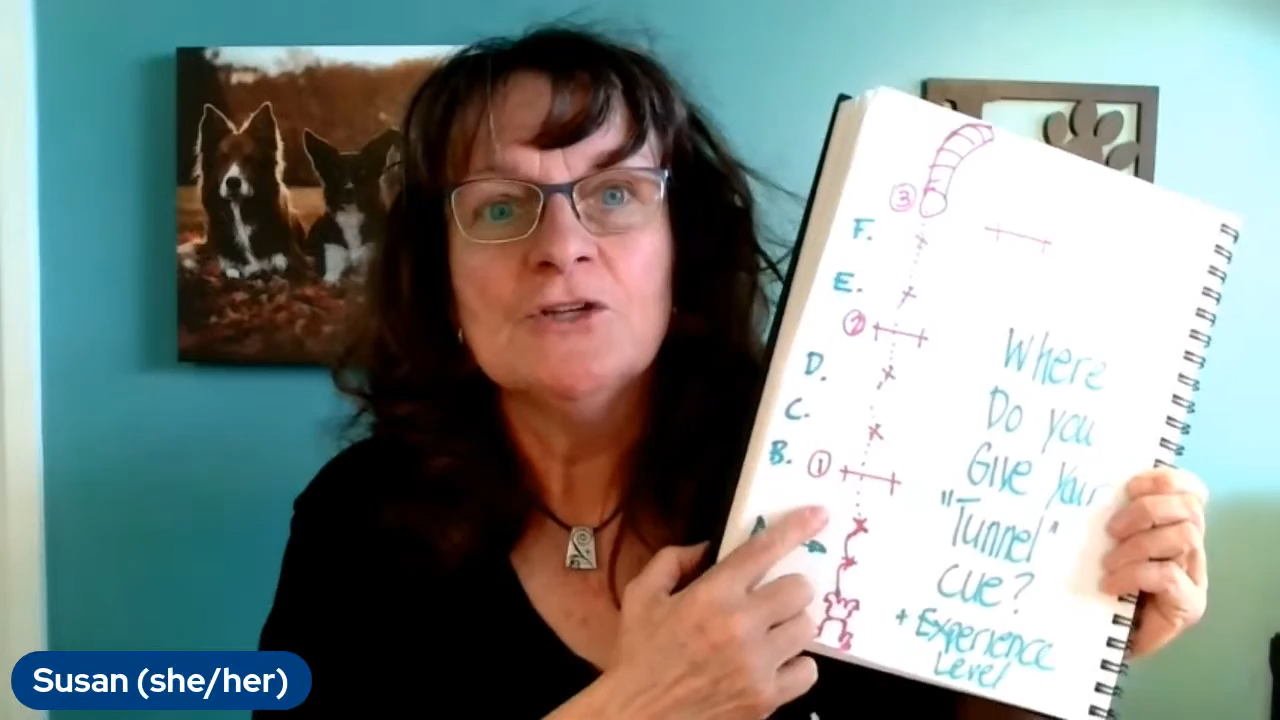 3
F.
E.
2
D.
C.
B. 1
A
Where
Do you
Give Your
"Tunnel"
cue?
+ Experience
Level
Susan (she/her)